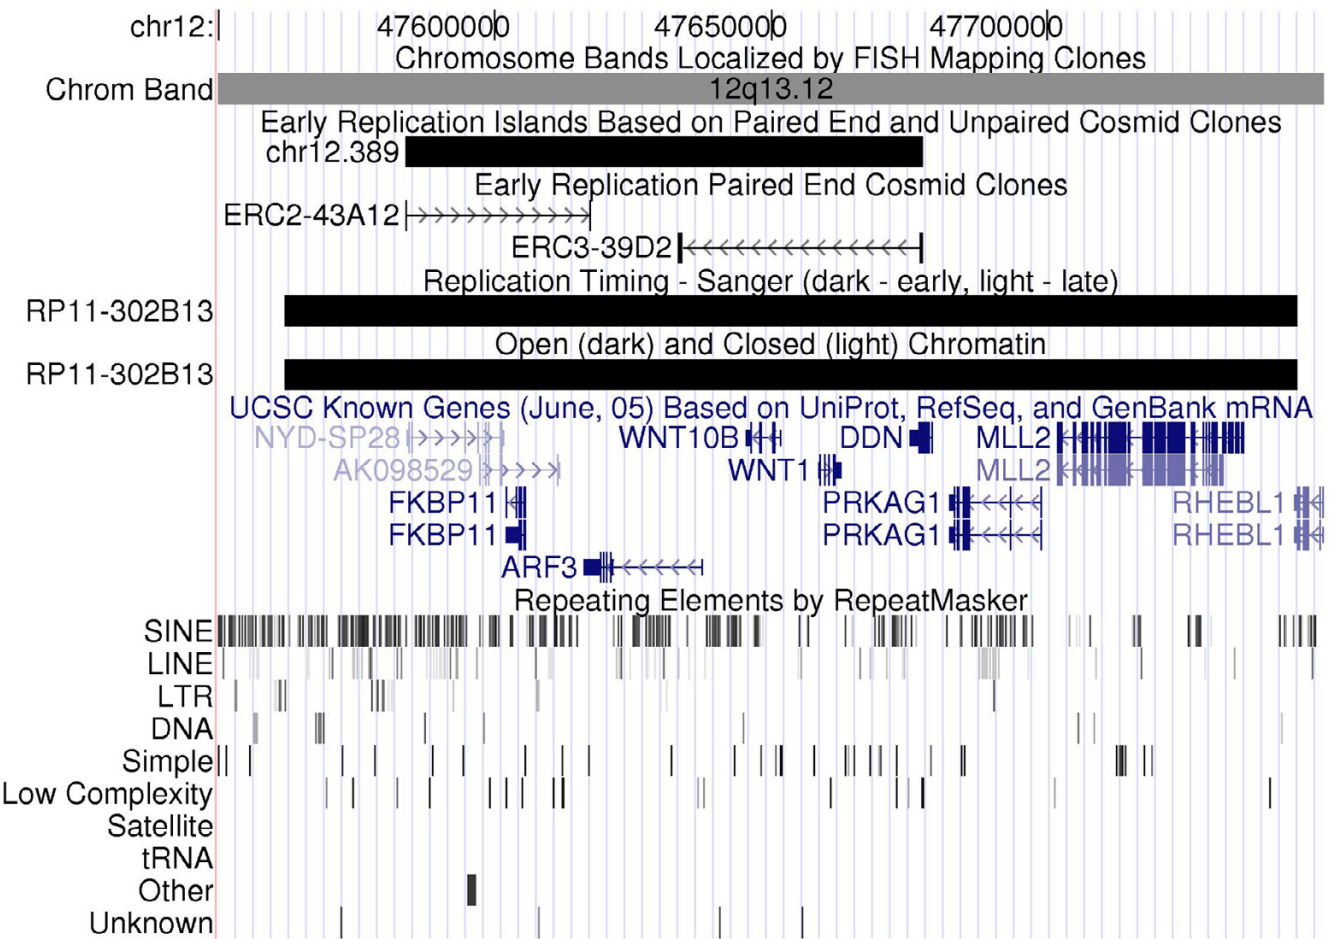 chr12: 47600000 47650000 47700000
Chromosome Bands Localized by FISH Mapping Clones
Chrom Band 12q13.12
Early Replication Islands Based on Paired End and Unpaired Cosmid Clones
chr12.389
Early Replication Paired End Cosmid Clones
ERC2-43A12
ERC3-39D2
Replication Timing - Sanger (dark - early, light - late)
RP11-302B13
Open (dark) and Closed (light) Chromatin
RP11-302B13
UCSC Known Genes (June, 05) Based on UniProt, RefSeq, and GenBank mRNA
NYD-SP28 WNT10B DDN MLL2
AK098529 WNT1 MLL2
FKBP11 PRKAG1 RHEBL1
FKBP11 PRKAG1 RHEBL1
ARF3
Repeating Elements by RepeatMasker
SINE
LINE
LTR
DNA
Simple
Low Complexity
Satellite
tRNA
Other
Unknown